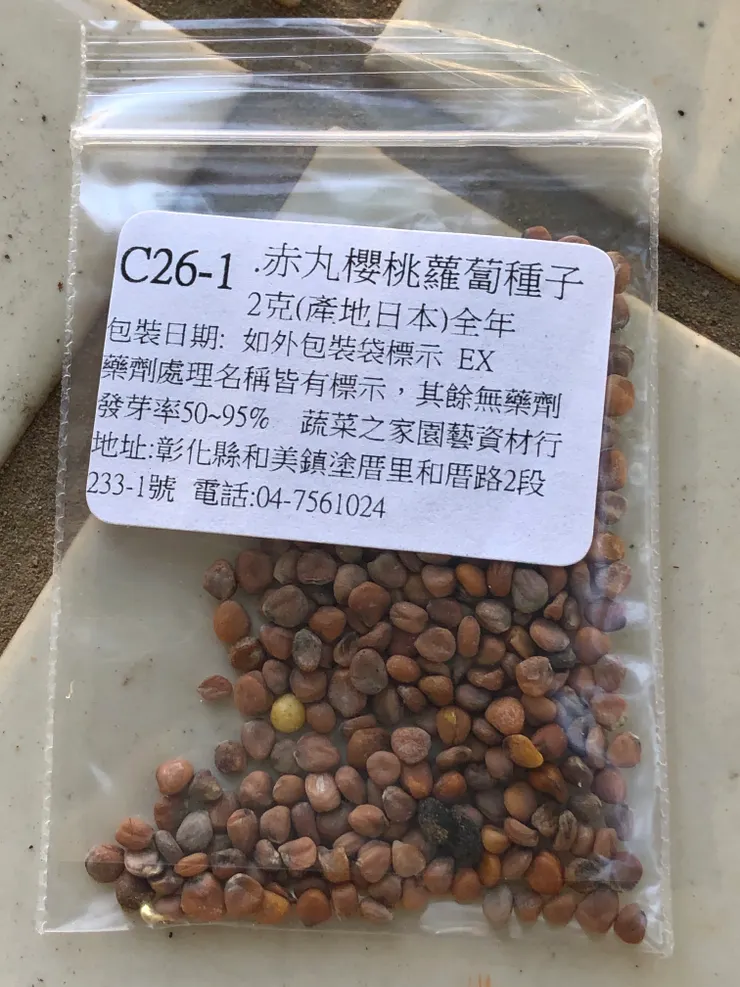 C26-1 .赤丸櫻桃蘿蔔種子
2克(產地日本)全年
包裝日期: 如外包裝袋標示 EX
藥劑處理名稱皆有標示，其餘無藥劑
發芽率50~95% 蔬菜之家園藝資材行
地址:彰化縣和美鎮塗厝里和厝路2段
233-1號 電話:04-7561024